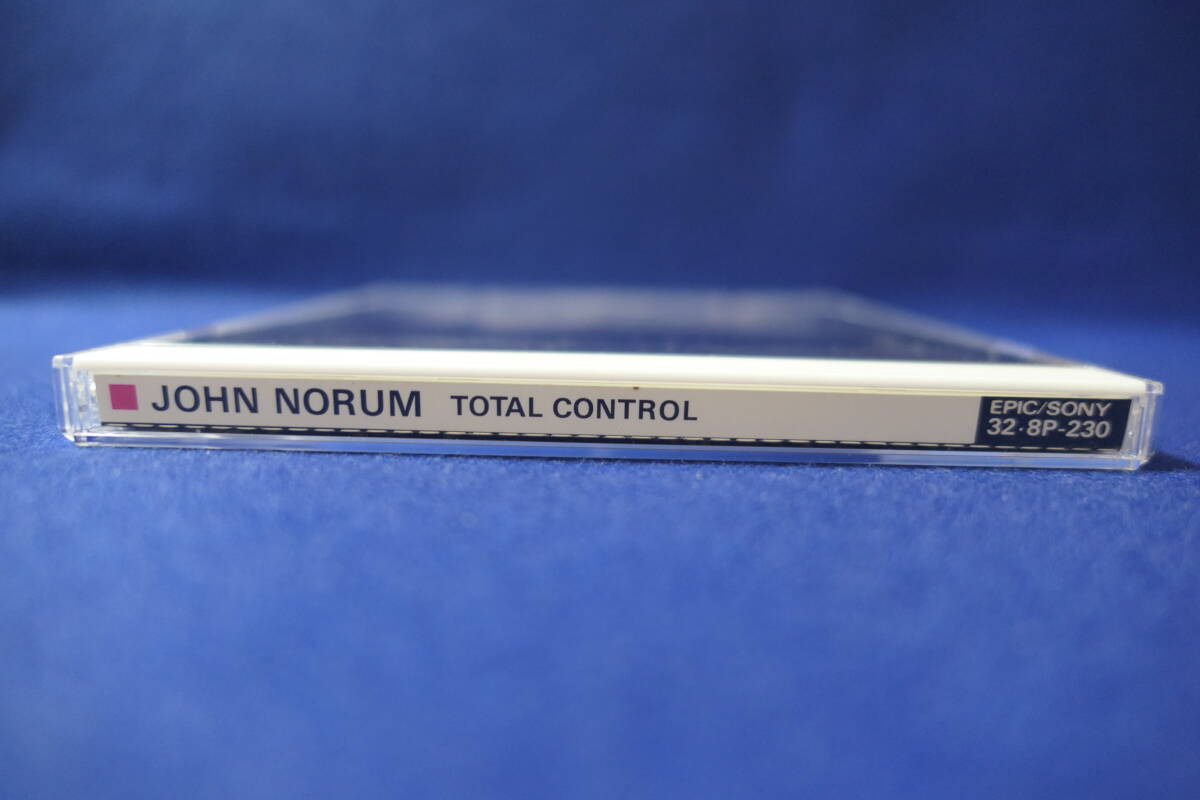 JOHN NORUM TOTAL CONTROL
EPIC/SONY
32・8P-230